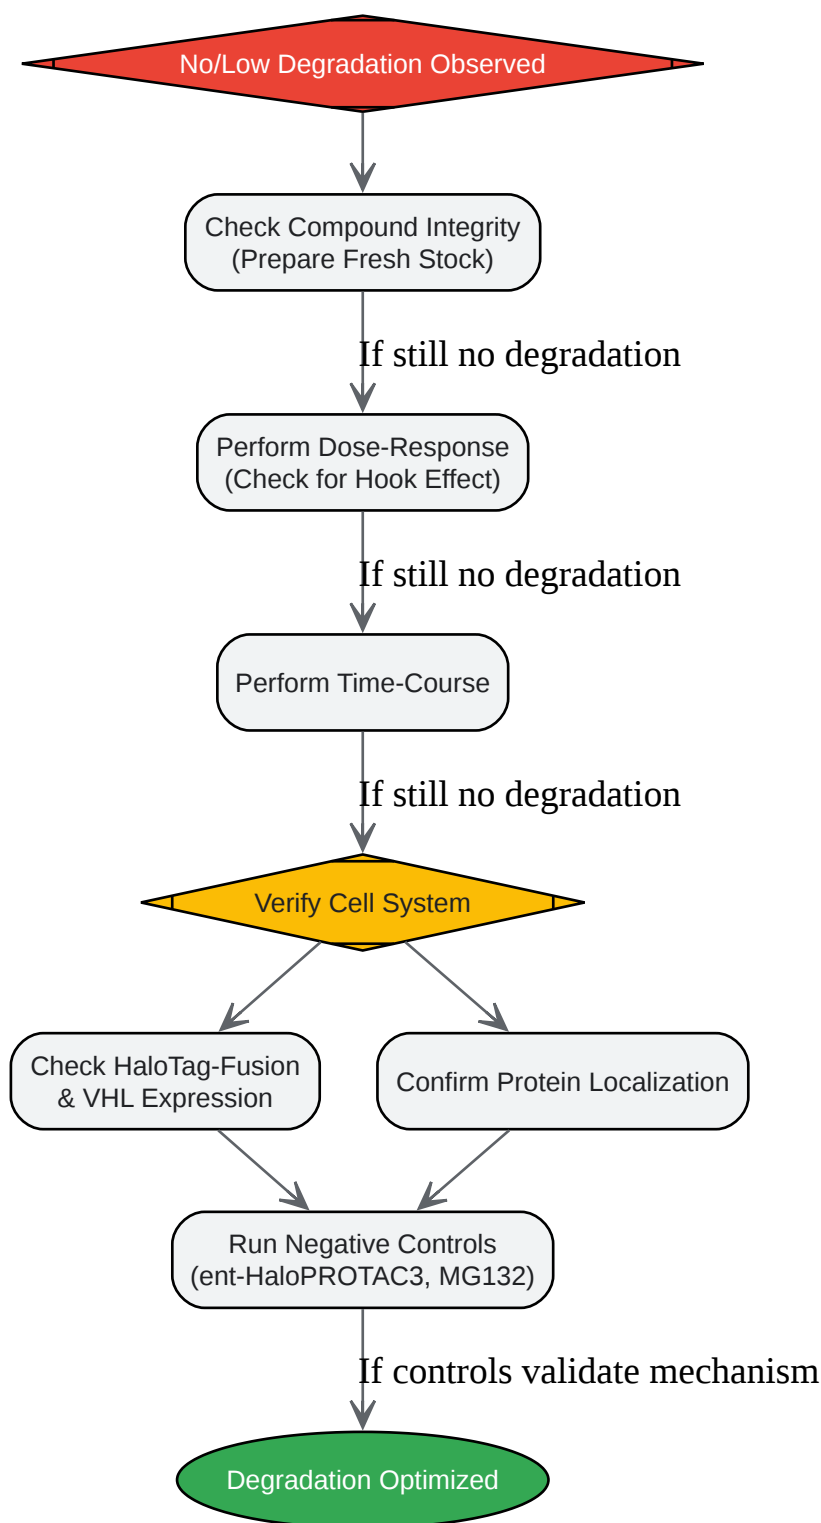 No/Low Degradation Observed
Check Compound Integrity
(Prepare Fresh Stock)
If still no degradation
Perform Dose-Response
(Check for Hook Effect)
If still no degradation
Perform Time-Course
If still no degradation
Verify Cell System
Check HaloTag-Fusion
& VHL Expression
Confirm Protein Localization
Run Negative Controls
(ent-HaloPROTAC3, MG132)
If controls validate mechanism
Degradation Optimized